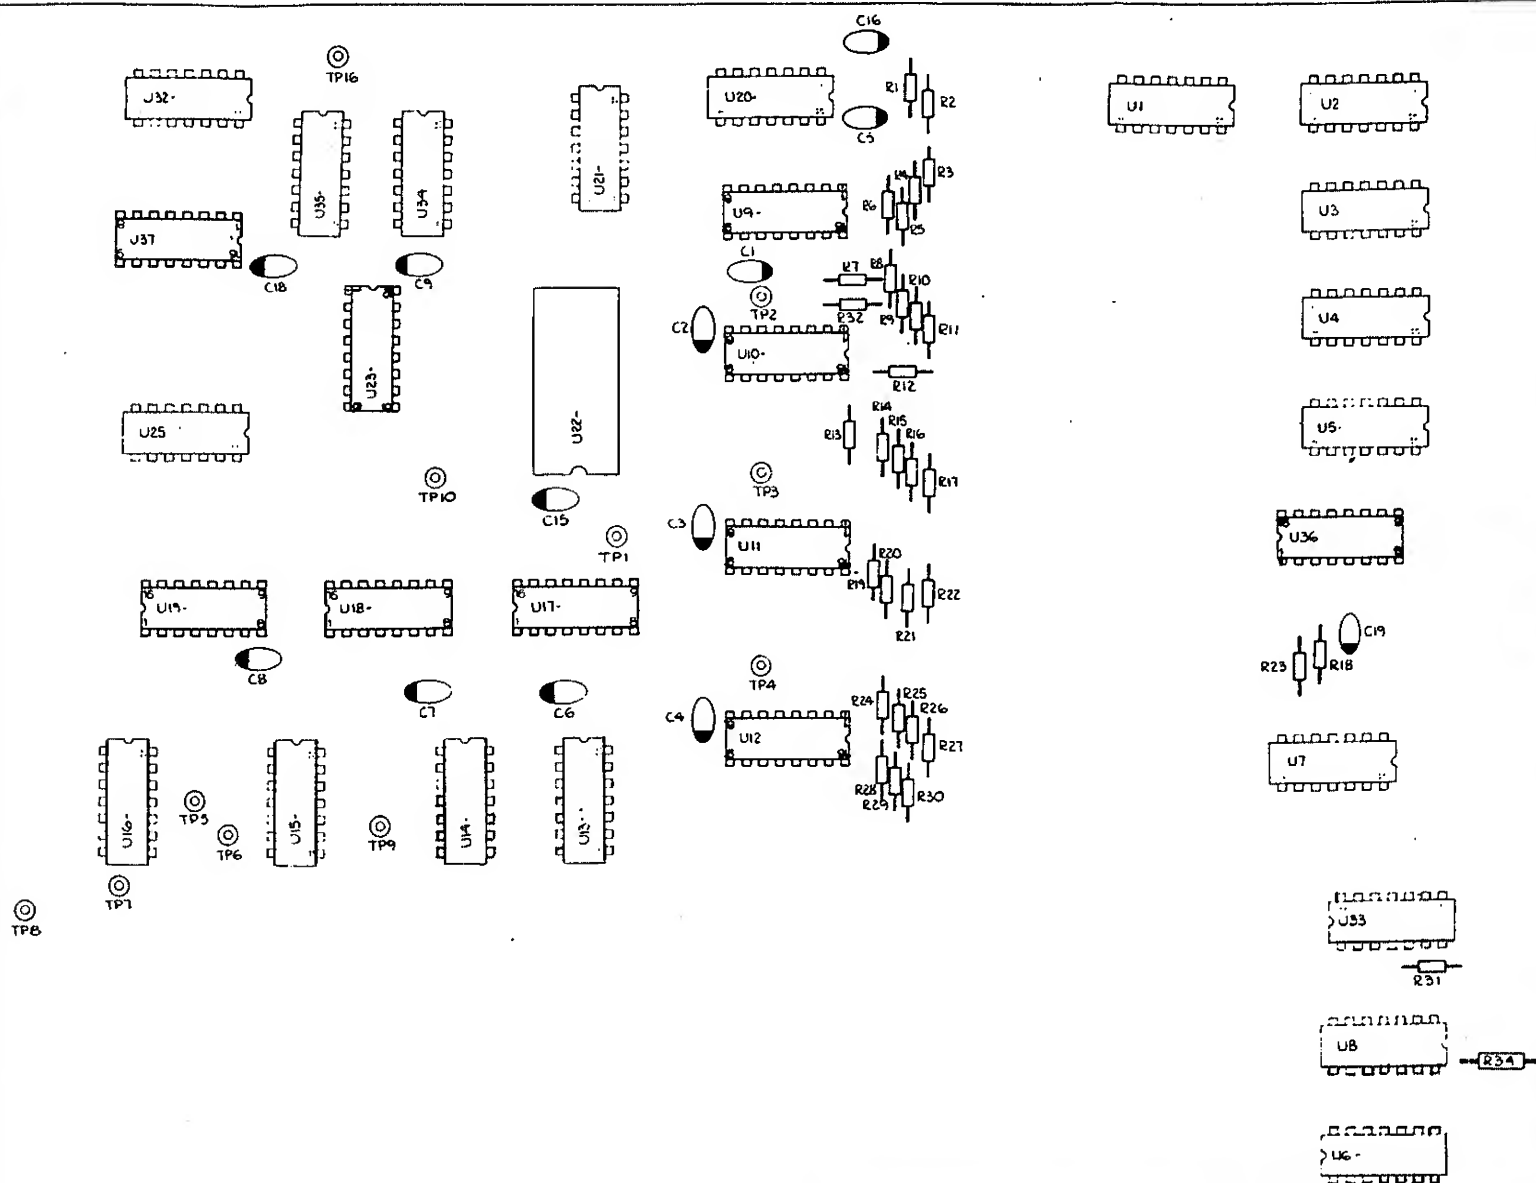 C16
TP16
U32-
U20-
R1
R2
U1
U2
C5
U35-
U34
U21-
R3
R4
U9-
R6
R5
U3
U37
C18
C9
C1
R7
R8
R10
TP2
R32
R9
R11
U4
C2
U10-
U23-
R12
U22-
R14
R15
R16
R13
U25
U5-
TP10
TP3
R17
C15
C3
TP1
U11
U36
R20
R19
R22
U19-
U18-
U17-
R21
C19
R23
R18
C8
TP4
C7
C6
C4
R24
R25
R26
U12
R27
U7
R28
R29
R30
U16-
TP5
U15-
TP9
U14-
U13-
TP6
TP7
TP8
U33
R31
U8
R34
U6-